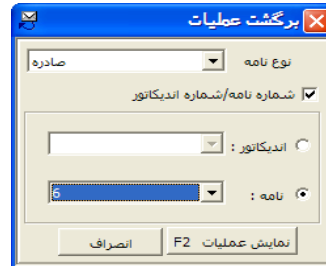 برگشت عملیات
نوع نامه صادره
شماره نامه/شماره اندیکاتور
اندیکاتور :
نامه : 6
نمایش عملیات F2 انصراف